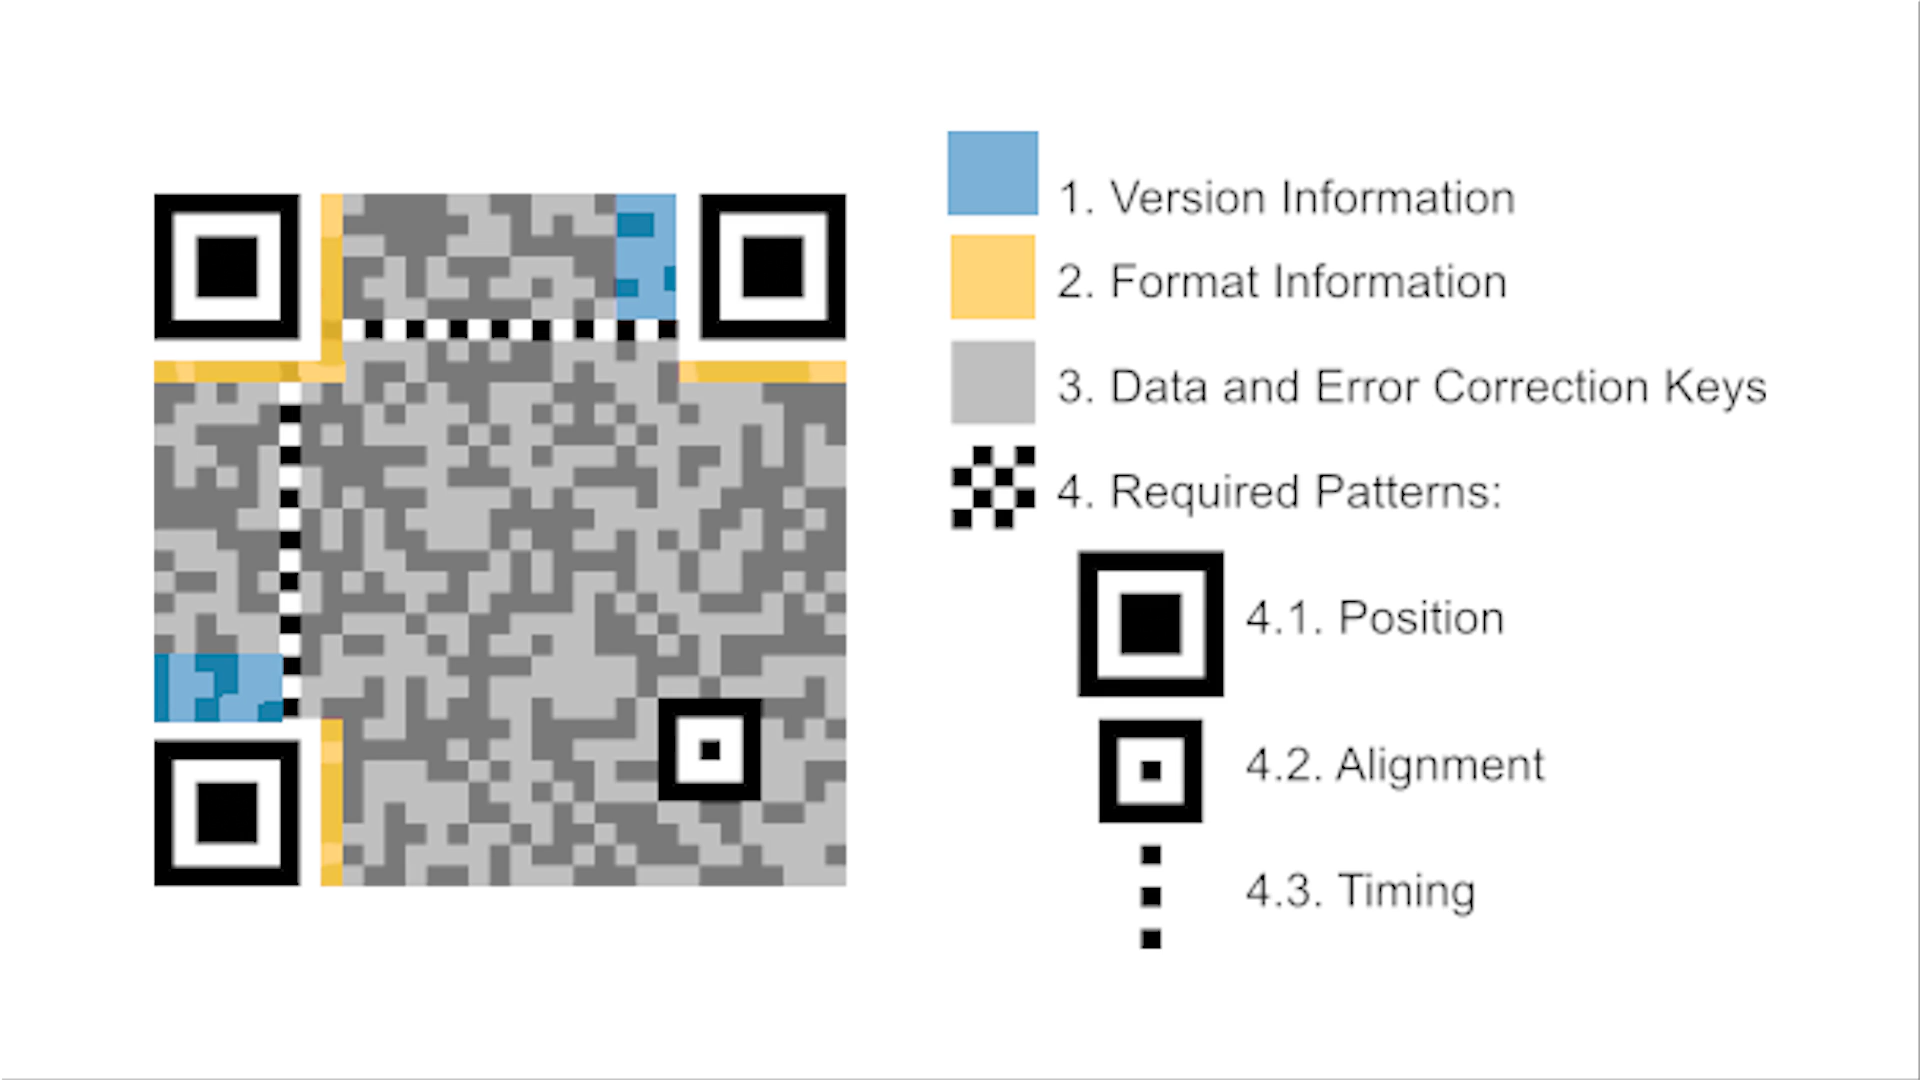 1. Version Information
2. Format Information
3. Data and Error Correction Keys
4. Required Patterns:
4.1. Position
4.2. Alignment
4.3. Timing